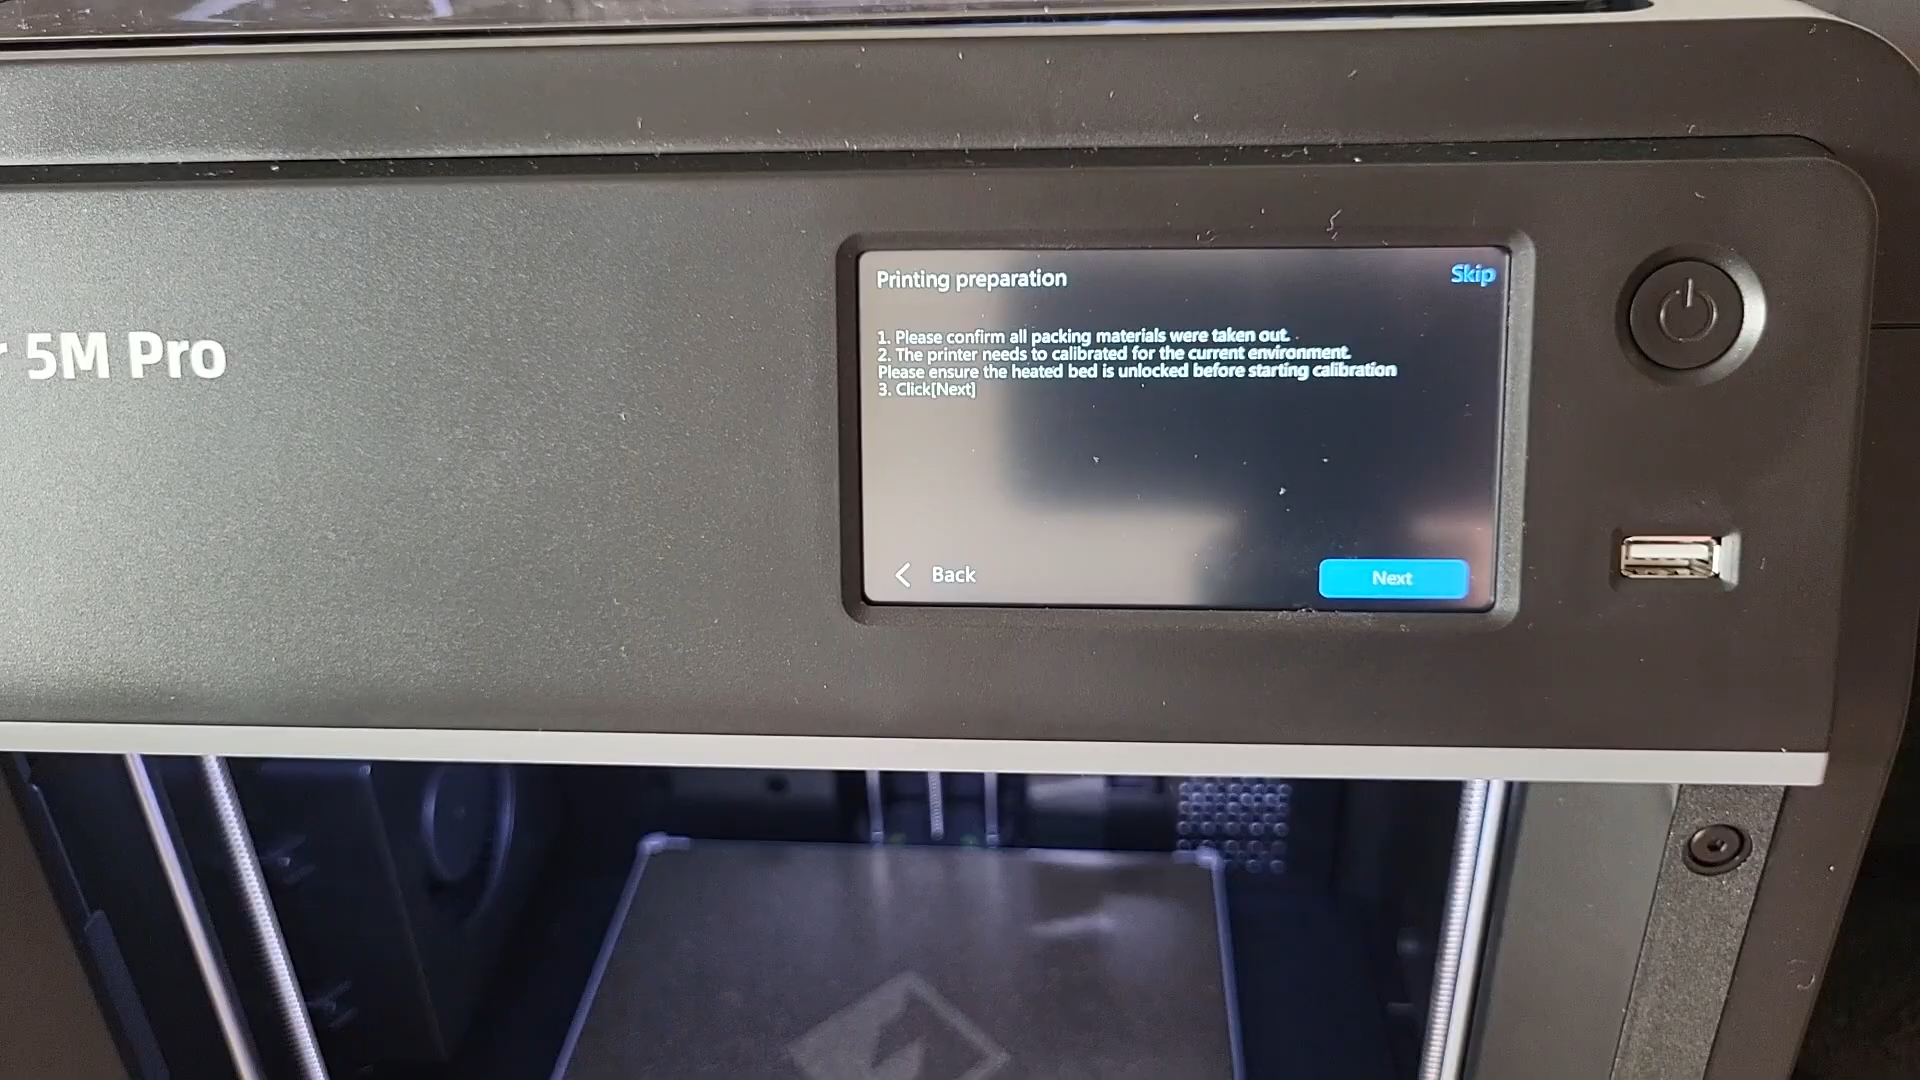 Printing preparation
Skip
1. Please confirm all packing materials were taken out.
2. The printer needs to calibrated for the current environment.
Please ensure the heated bed is unlocked before starting calibration
3. Click[Next]
Back
Next
r 5M Pro